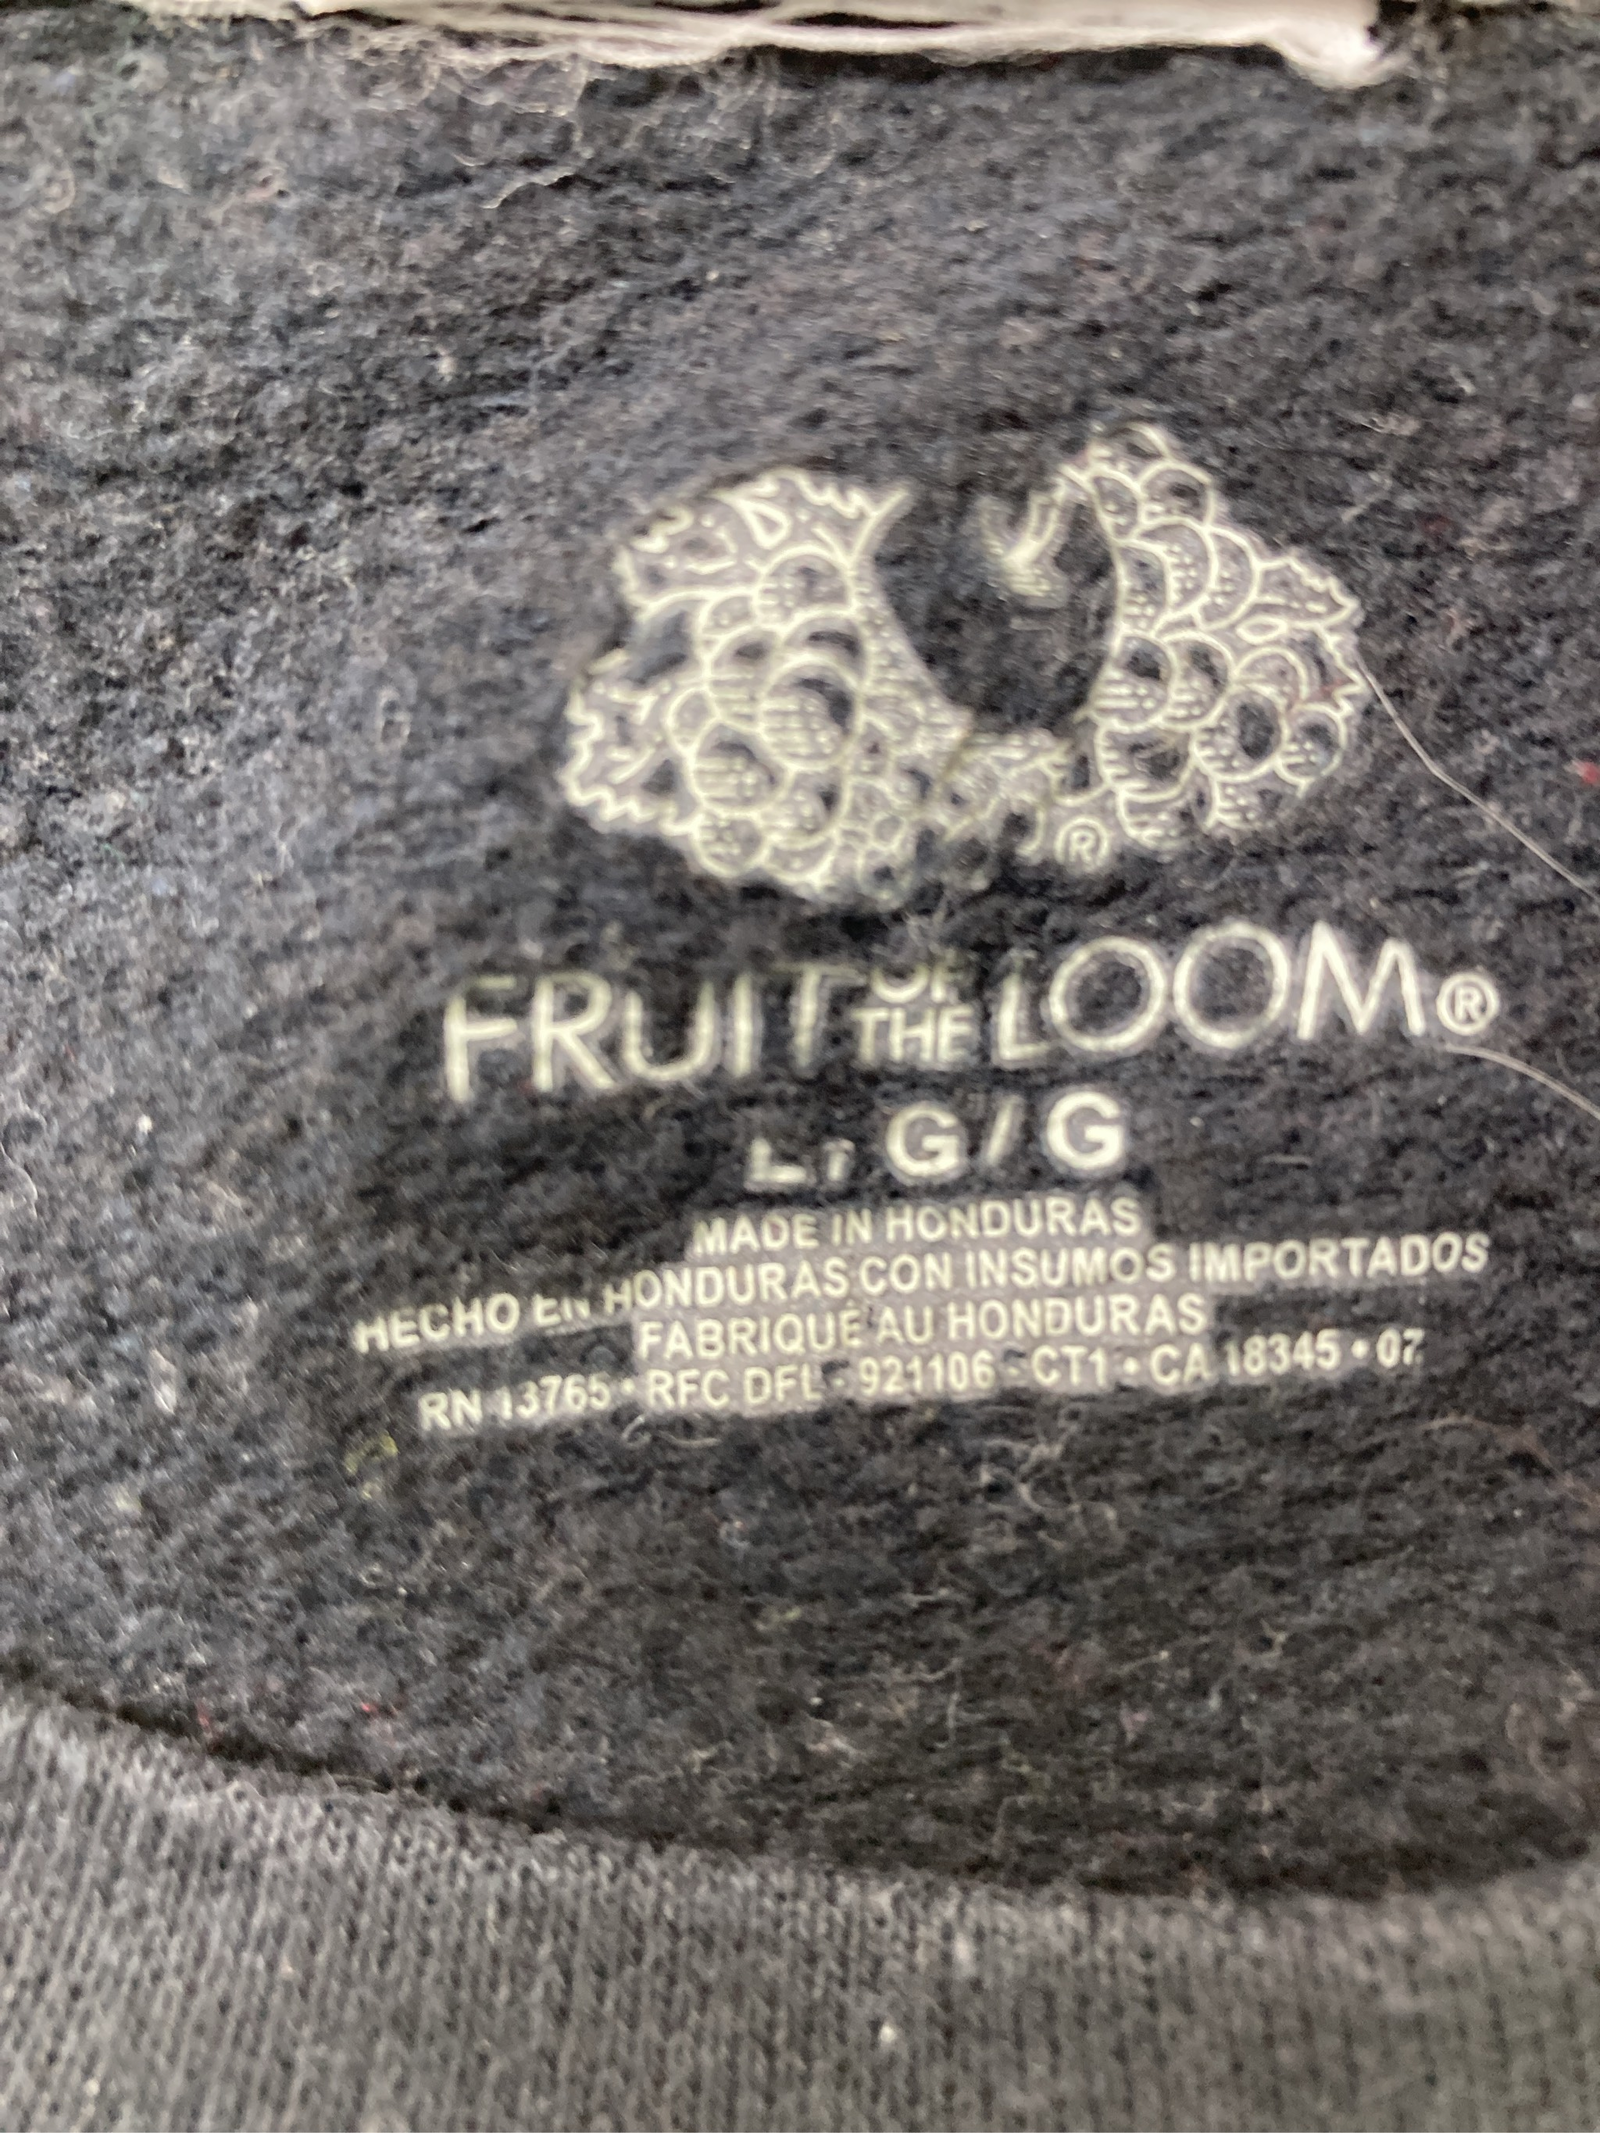 ®
FRUIT OF THE LOOM®
L / G / G
MADE IN HONDURAS
HECHO EN HONDURAS CON INSUMOS IMPORTADOS
FABRIQUÉ AU HONDURAS
RN 13765 • RFC DFL - 921106 - CT1 • CA 18345 • 07